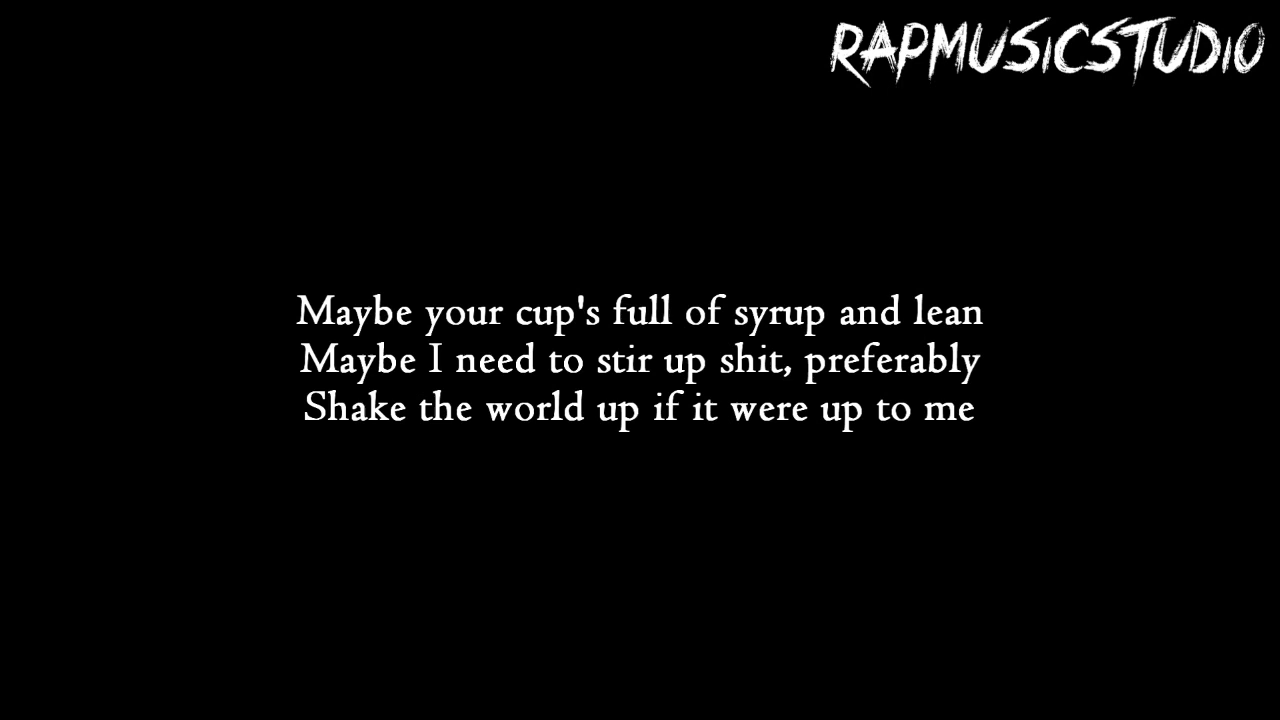 RAPMUSICSTUDIO
Maybe your cup's full of syrup and lean
Maybe I need to stir up shit, preferably
Shake the world up if it were up to me